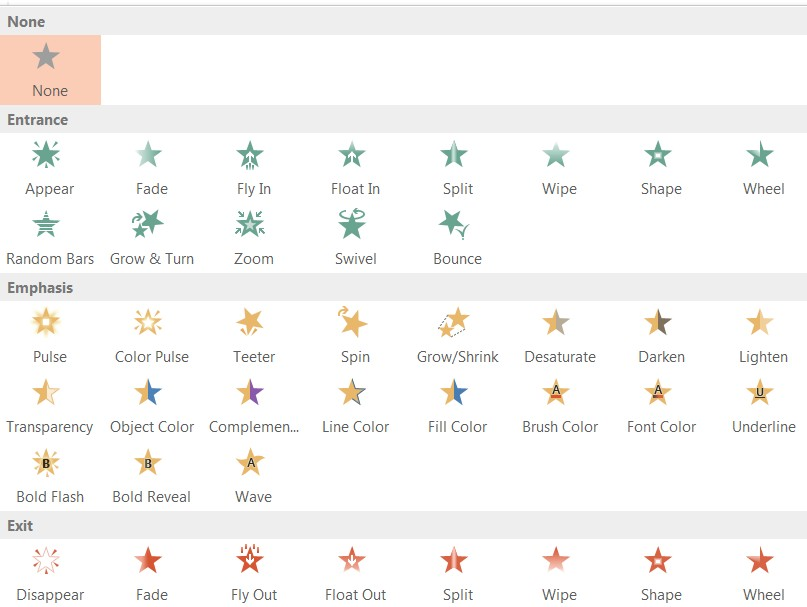 None
None
Entrance
Appear Fade Fly In Float In Split Wipe Shape Wheel
Random Bars Grow & Turn Zoom Swivel Bounce
Emphasis
Pulse Color Pulse Teeter Spin Grow/Shrink Desaturate Darken Lighten
A A U
Transparency Object Color Complemen... Line Color Fill Color Brush Color Font Color Underline
B B A
Bold Flash Bold Reveal Wave
Exit
Disappear Fade Fly Out Float Out Split Wipe Shape Wheel